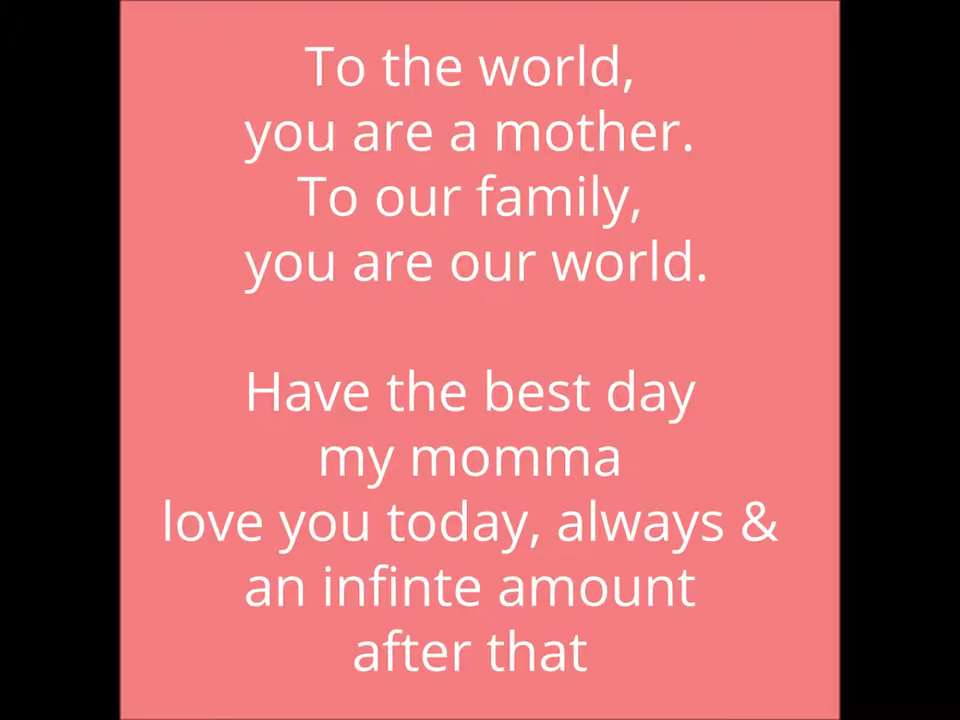 To the world,
you are a mother.
To our family,
you are our world.
Have the best day
my momma
love you today, always &
an infinte amount
after that